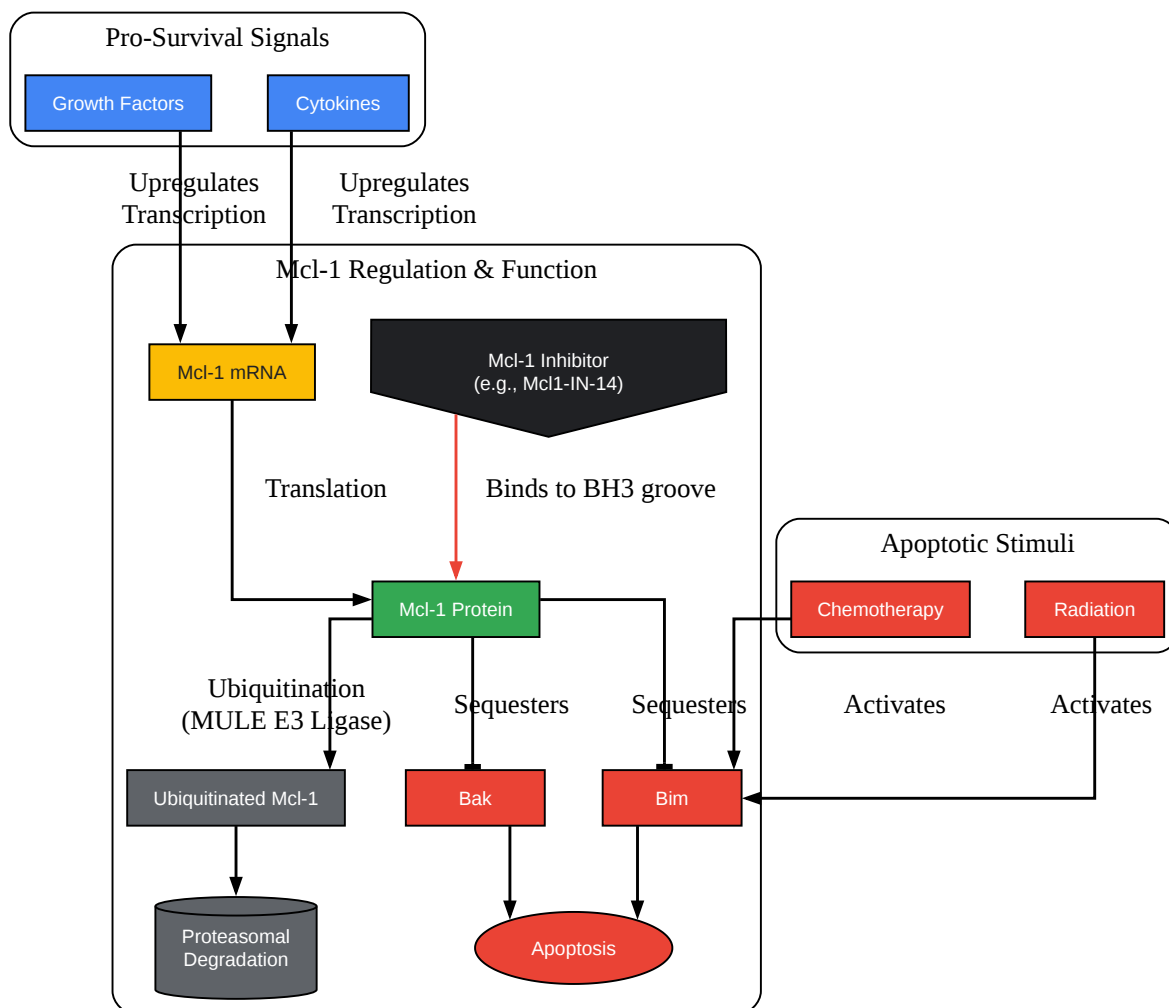 Pro-Survival Signals
Growth Factors
Cytokines
Upregulates
Transcription
Upregulates
Transcription
Mcl-1 Regulation & Function
Mcl-1 mRNA
Mcl-1 Inhibitor
(e.g., Mcl1-IN-14)
Translation
Binds to BH3 groove
Apoptotic Stimuli
Mcl-1 Protein
Chemotherapy
Radiation
Ubiquitination
(MULE E3 Ligase)
Sequesters
Sequesters
Activates
Activates
Ubiquitinated Mcl-1
Bak
Bim
Proteasomal
Degradation
Apoptosis